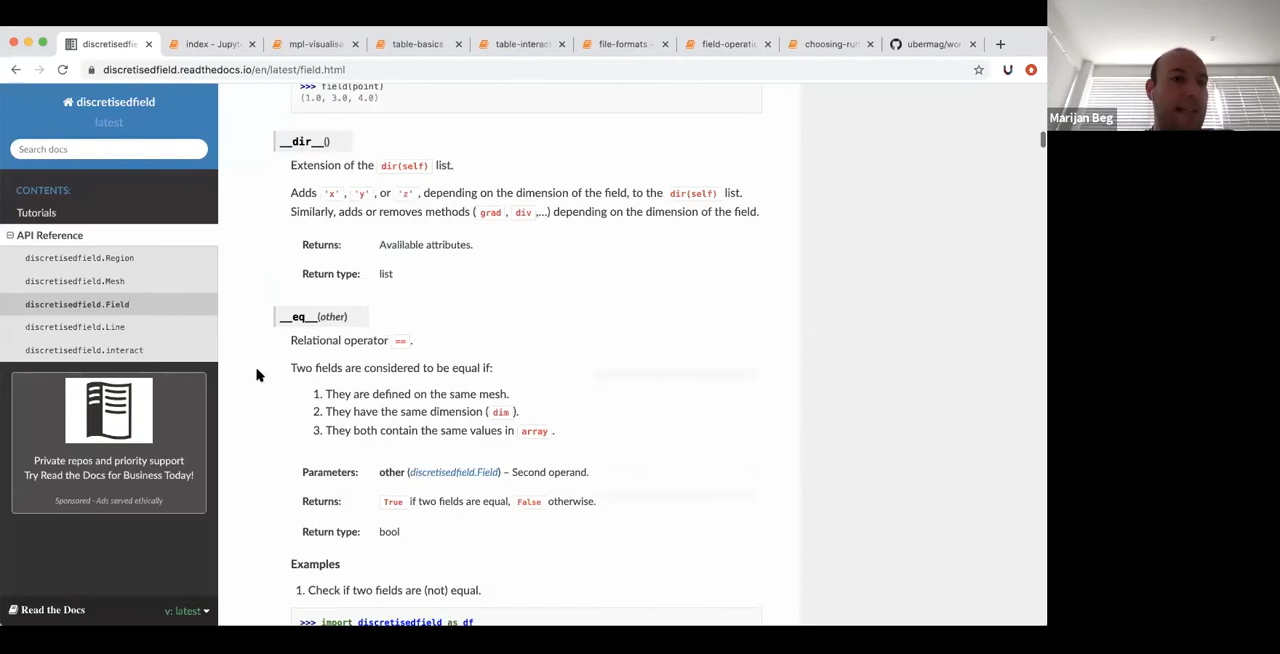 discretisedfie
index - Jupyt
mpl-visualisa
table-basics
table-interac
file-formats -
field-operati
choosing-run
ubermag/wor
discretisedfield.readthedocs.io/en/latest/field.html
Marijan Beg
discretisedfield
latest
Search docs
CONTENTS:
Tutorials
API Reference
discretisedfield.Region
discretisedfield.Mesh
discretisedfield.Field
discretisedfield.Line
discretisedfield.interact
Private repos and priority support
Try Read the Docs for Business Today!
Sponsored · Ads served ethically
Read the Docs
v: latest
>>> field(point)
(1.0, 3.0, 4.0)
__dir__()
Extension of the dir(self) list.
Adds 'x', 'y', or 'z', depending on the dimension of the field, to the dir(self) list.
Similarly, adds or removes methods (grad, div,...) depending on the dimension of the field.
Returns: Avalilable attributes.
Return type: list
__eq__(other)
Relational operator ==.
Two fields are considered to be equal if:
1. They are defined on the same mesh.
2. They have the same dimension (dim).
3. They both contain the same values in array.
Parameters: other (discretisedfield.Field) – Second operand.
Returns: True if two fields are equal, False otherwise.
Return type: bool
Examples
1. Check if two fields are (not) equal.
>>> import discretisedfield as df